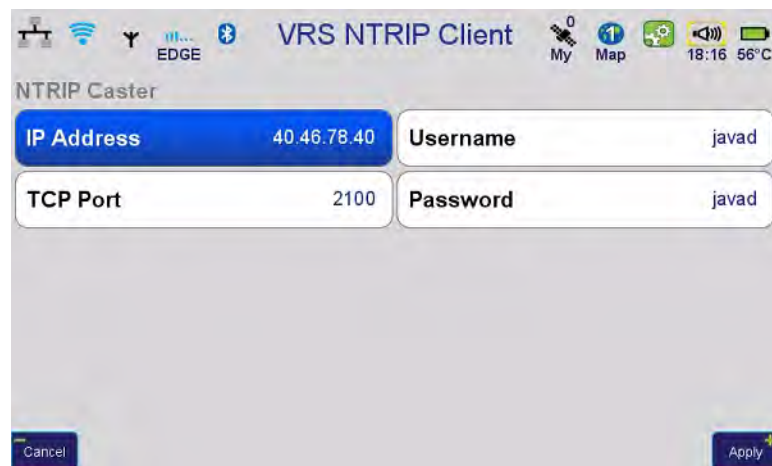 VRS NTRIP Client
EDGE
0
My
Map
18:16 56°C
NTRIP Caster
IP Address 40.46.78.40
Username javad
TCP Port 2100
Password javad
Cancel
Apply